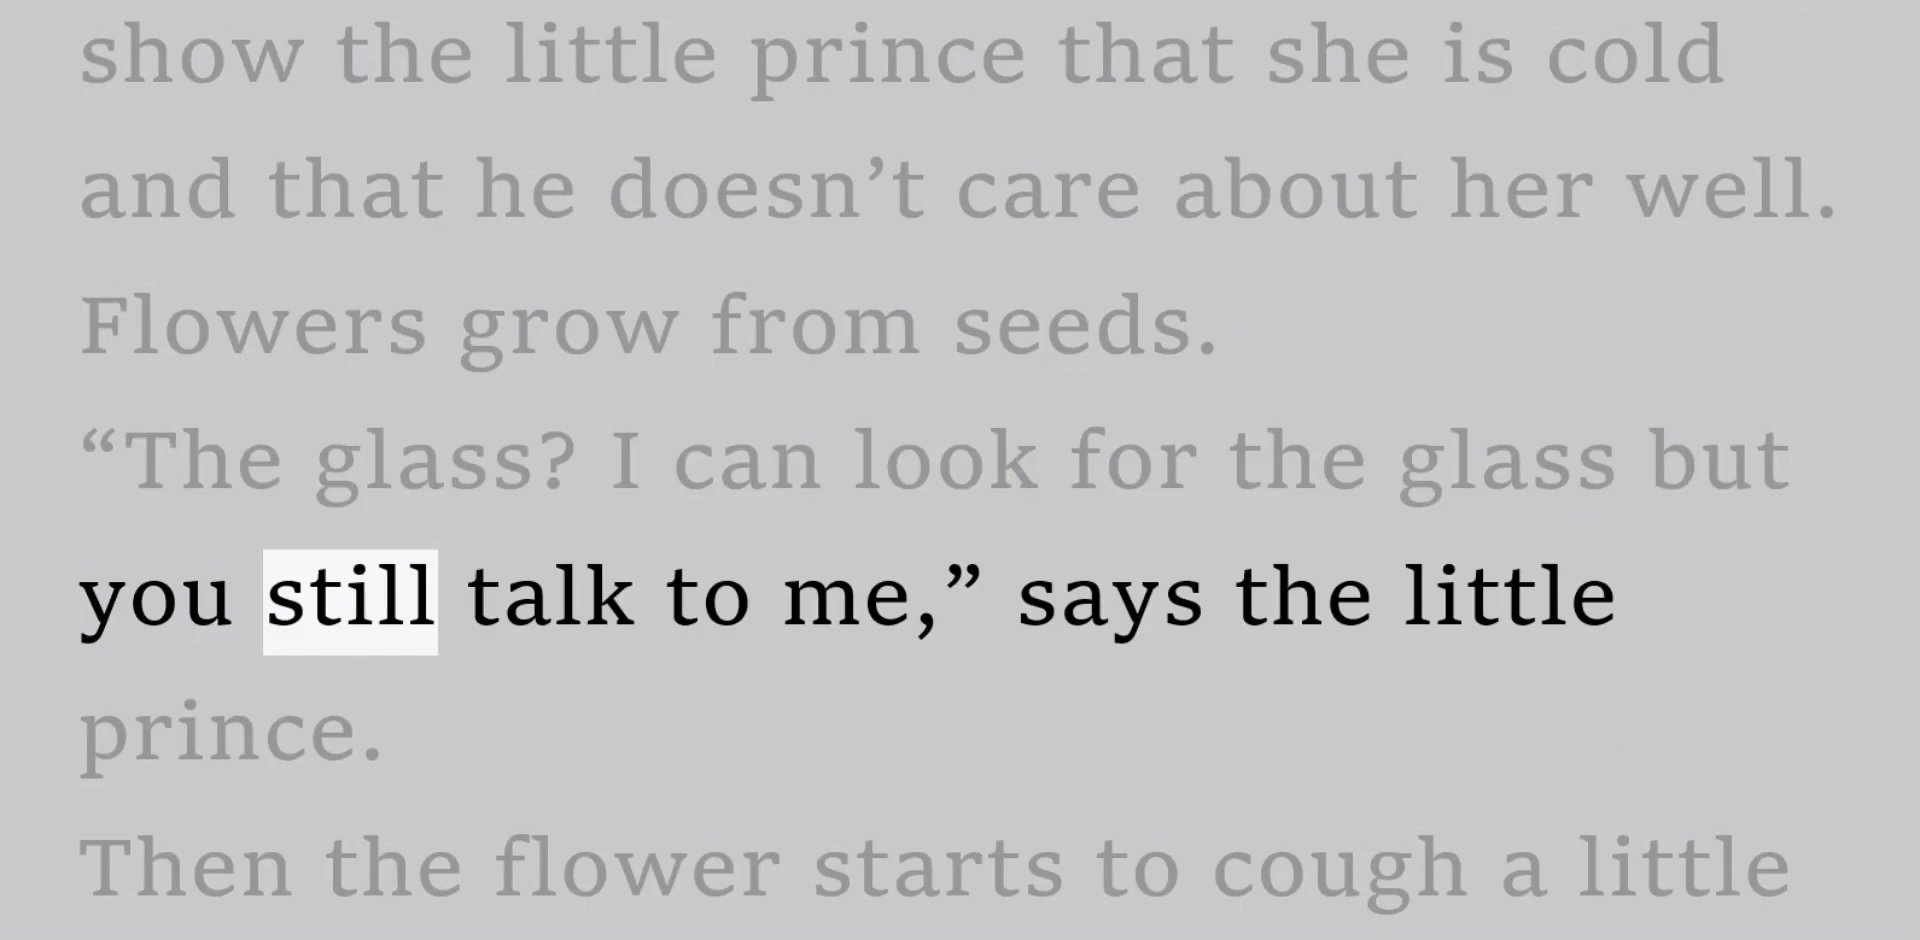 show the little prince that she is cold
and that he doesn’t care about her well.
Flowers grow from seeds.
“The glass? I can look for the glass but
you still talk to me,” says the little
prince.
Then the flower starts to cough a little